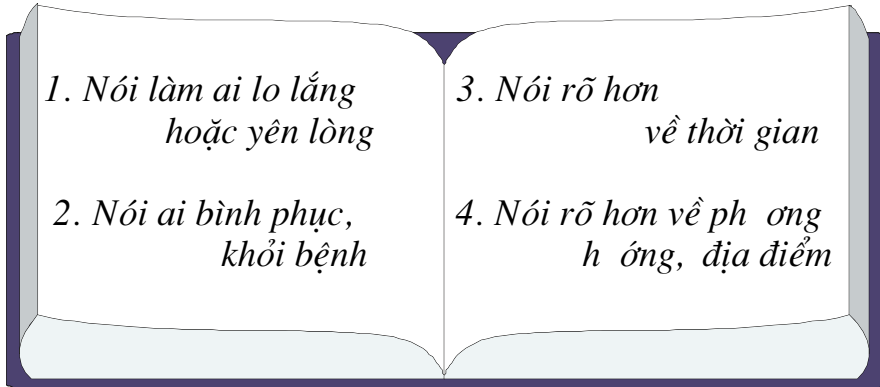 1. Nói làm ai lo lắng
hoặc yên lòng
2. Nói ai bình phục,
khỏi bệnh
3. Nói rõ hơn
về thời gian
4. Nói rõ hơn về ph ơng
h ớng, địa điểm